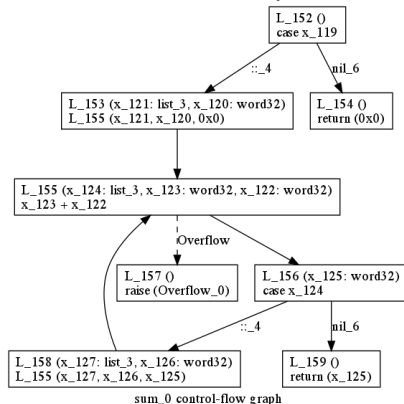 L_152 ()
case x_119
::_4
nil_6
L_153 (x_121: list_3, x_120: word32)
L_155 (x_121, x_120, 0x0)
L_154 ()
return (0x0)
L_155 (x_124: list_3, x_123: word32, x_122: word32)
x_123 + x_122
Overflow
L_157 ()
raise (Overflow_0)
L_156 (x_125: word32)
case x_124
::_4
nil_6
L_158 (x_127: list_3, x_126: word32)
L_155 (x_127, x_126, x_125)
L_159 ()
return (x_125)
sum_0 control-flow graph